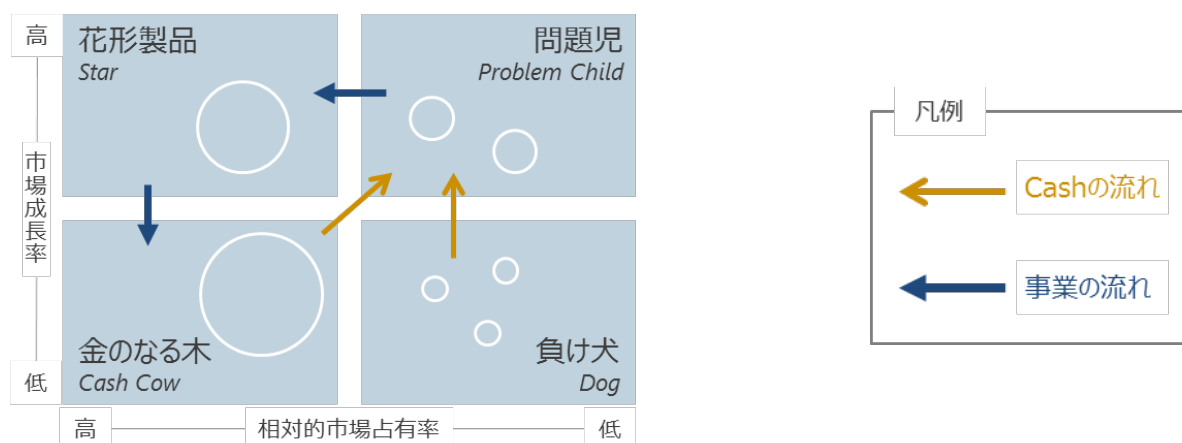 高
市場成長率
低
花形製品
Star
問題児
Problem Child
金のなる木
Cash Cow
負け犬
Dog
高
相対的市場占有率
低
凡例
Cashの流れ
事業の流れ